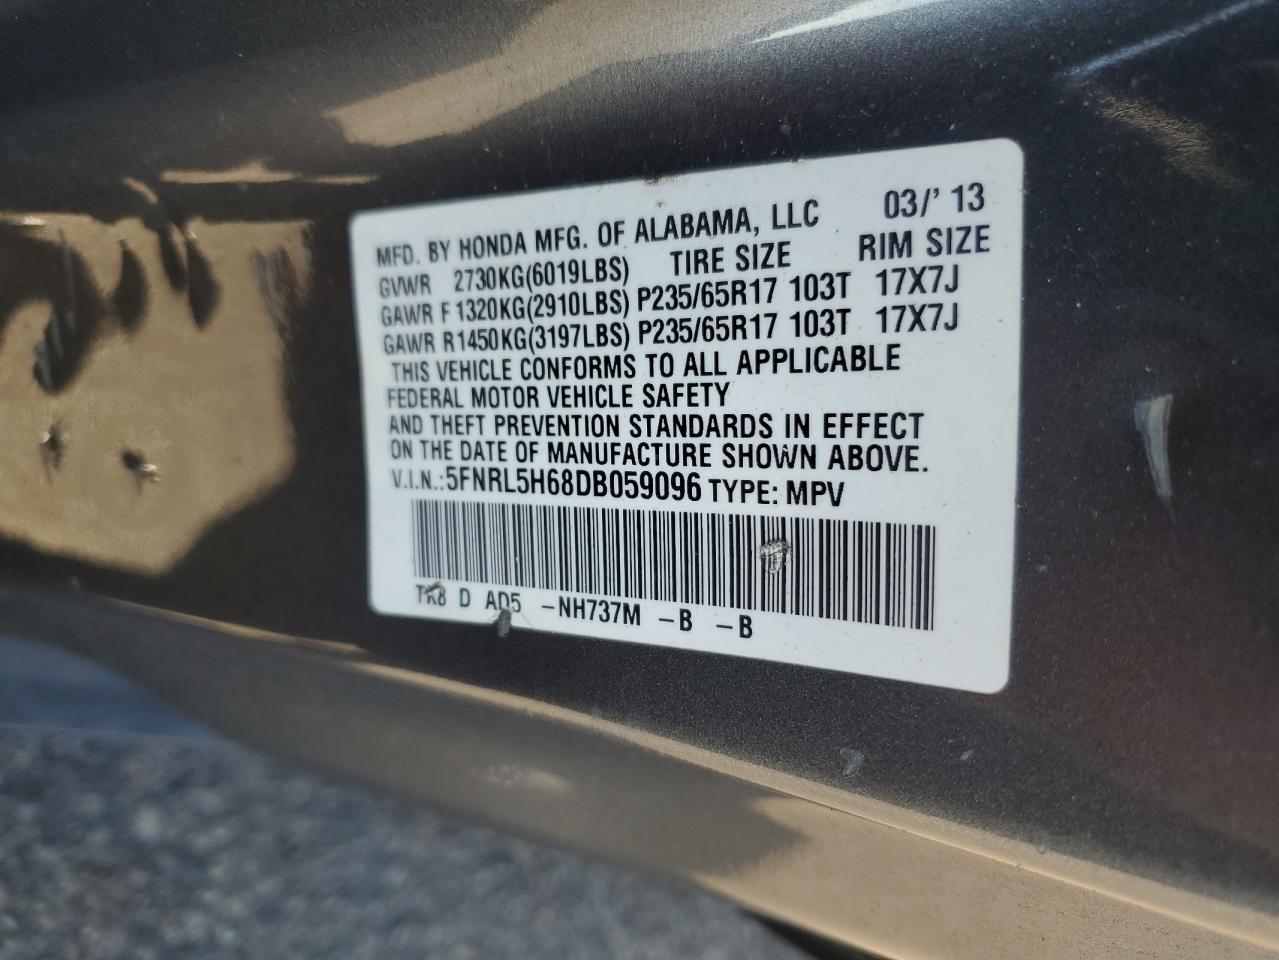 MFD. BY HONDA MFG. OF ALABAMA, LLC 03/' 13
GVWR 2730KG(6019LBS) TIRE SIZE RIM SIZE
GAWR F 1320KG(2910LBS) P235/65R17 103T 17X7J
GAWR R1450KG(3197LBS) P235/65R17 103T 17X7J
THIS VEHICLE CONFORMS TO ALL APPLICABLE
FEDERAL MOTOR VEHICLE SAFETY
AND THEFT PREVENTION STANDARDS IN EFFECT
ON THE DATE OF MANUFACTURE SHOWN ABOVE.
V.I.N.:5FNRL5H68DB059096 TYPE: MPV
TK8 D AD5 -NH737M -B -B